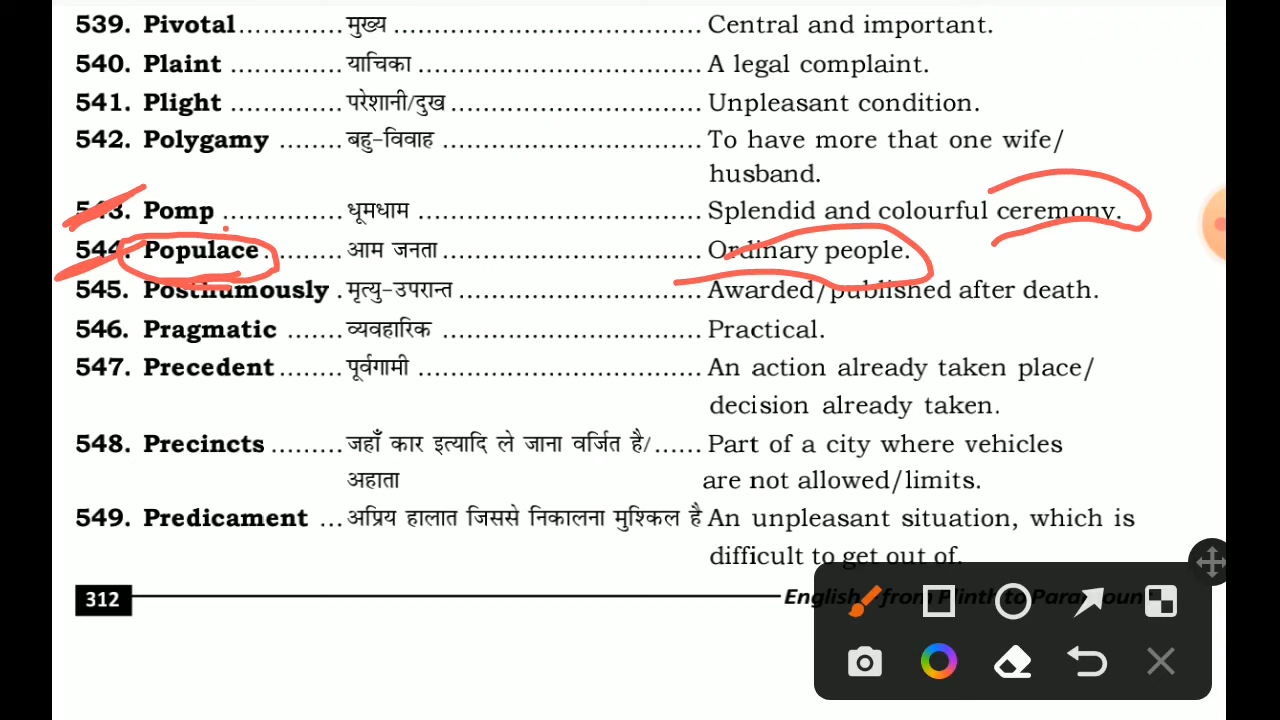 539. Pivotal.............मुख्य ....................................... Central and important.
540. Plaint .............याचिका .................................... A legal complaint.
541. Plight .............परेशानी/दुख ................................ Unpleasant condition.
542. Polygamy ........बहु-विवाह ................................. To have more that one wife/
husband.
543. Pomp .............धूमधाम .................................... Splendid and colourful ceremony.
544. Populace ..........आम जनता ................................. Ordinary people.
545. Posthumously .मृत्यु-उपरान्त ............................... Awarded/published after death.
546. Pragmatic .......व्यवहारिक .................................. Practical.
547. Precedent ........पूर्वगामी .................................... An action already taken place/
decision already taken.
548. Precincts .........जहाँ कार इत्यादि ले जाना वर्जित है/...... Part of a city where vehicles
अहाता are not allowed/limits.
549. Predicament ...अप्रिय हालात जिससे निकालना मुश्किल है An unpleasant situation, which is
difficult to get out of.
312 English - from Plinth to Paramount